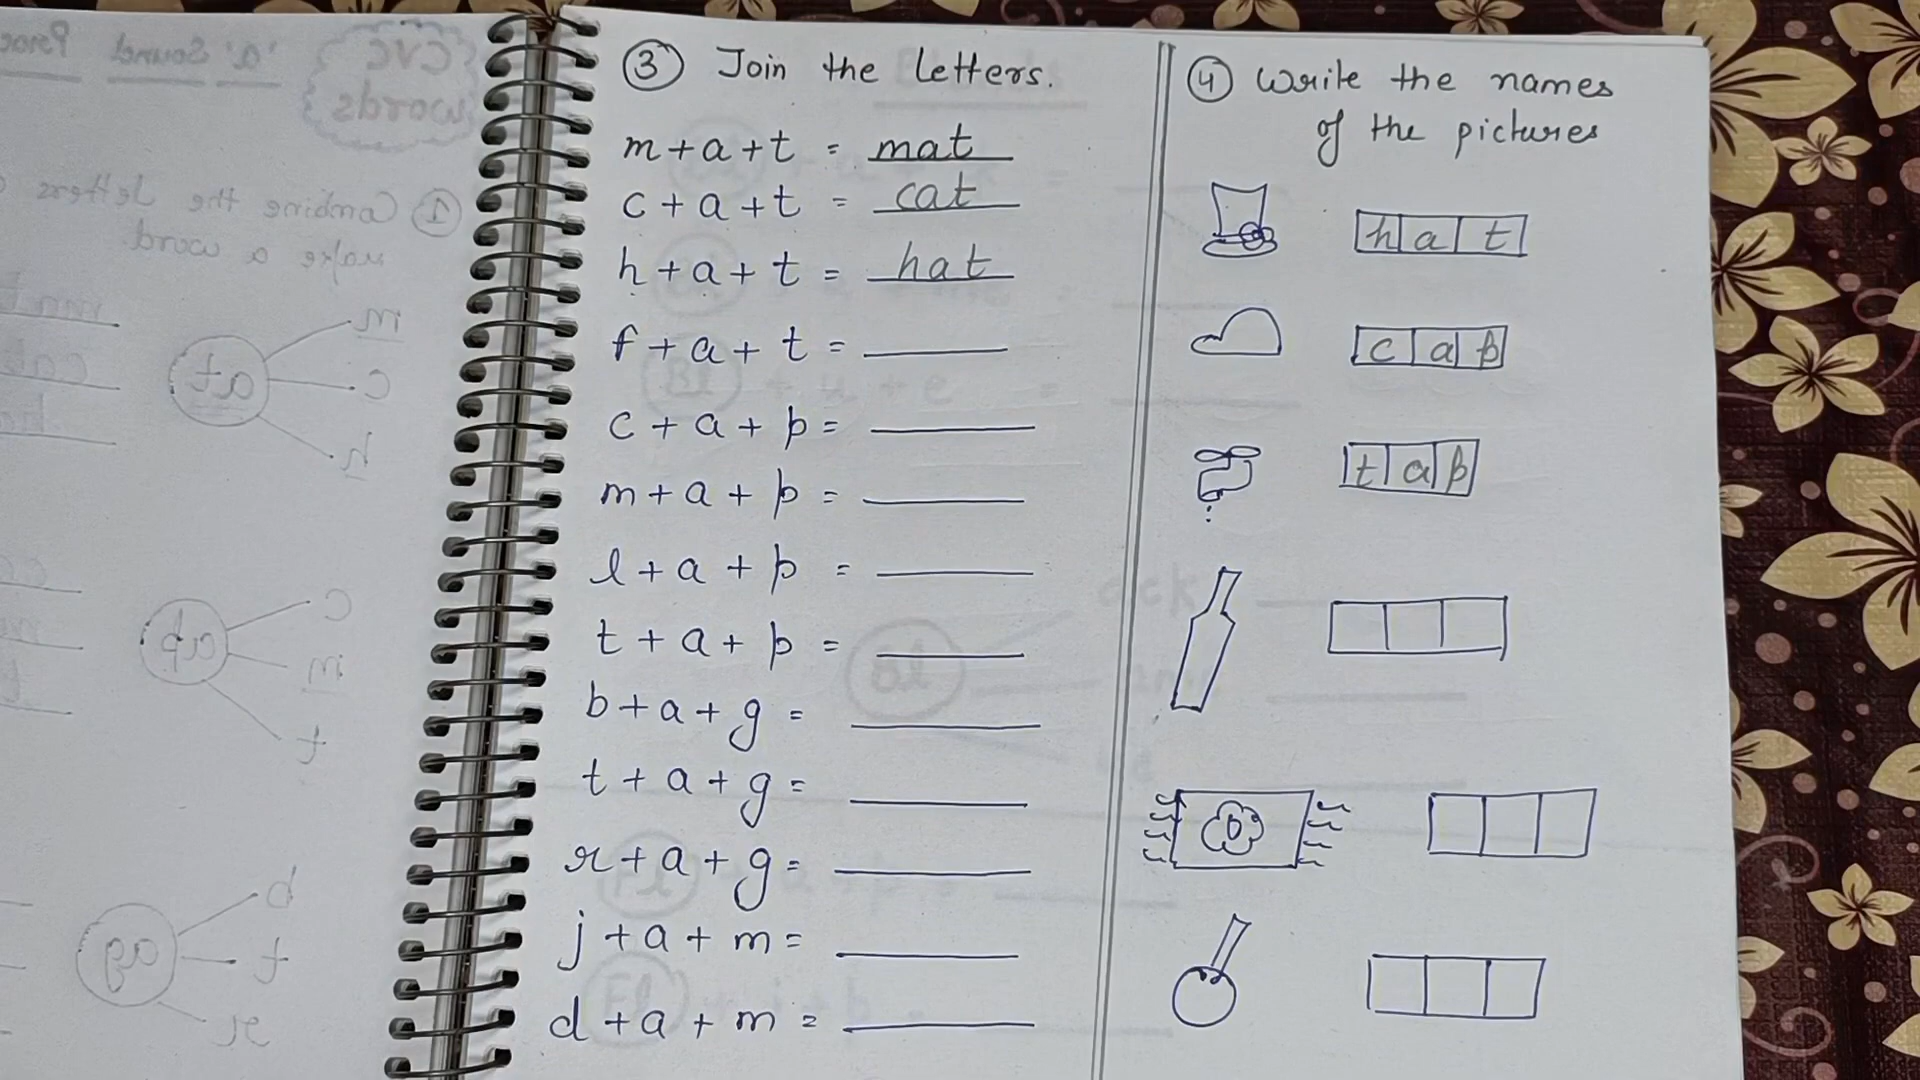 ③ Join the letters.
m + a + t = mat
c + a + t = cat
h + a + t = hat
f + a + t =
c + a + p =
m + a + p =
l + a + p =
t + a + p =
b + a + g =
t + a + g =
r + a + g =
j + a + m =
d + a + m =
④ Write the names
of the pictures
h a t
c a p
t a p